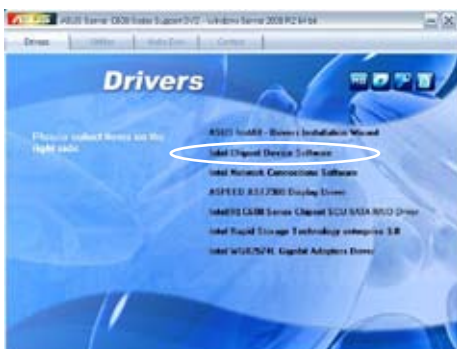 ASUS Server C600 Series Support DVD - Windows Server 2008 R2 64 bit
Drivers Utilities Make Disk Contact
Drivers
Please select items on the
right side.
ASUS InstAll - Drivers Installation Wizard
Intel Chipset Device Software
Intel Network Connections Software
ASPEED AST2300 Display Driver
Intel(R) C600 Series Chipset SCU SATA RAID Driver
Intel Rapid Storage Technology enterprise 3.0
Intel WG82574L Gigabit Adapters Driver